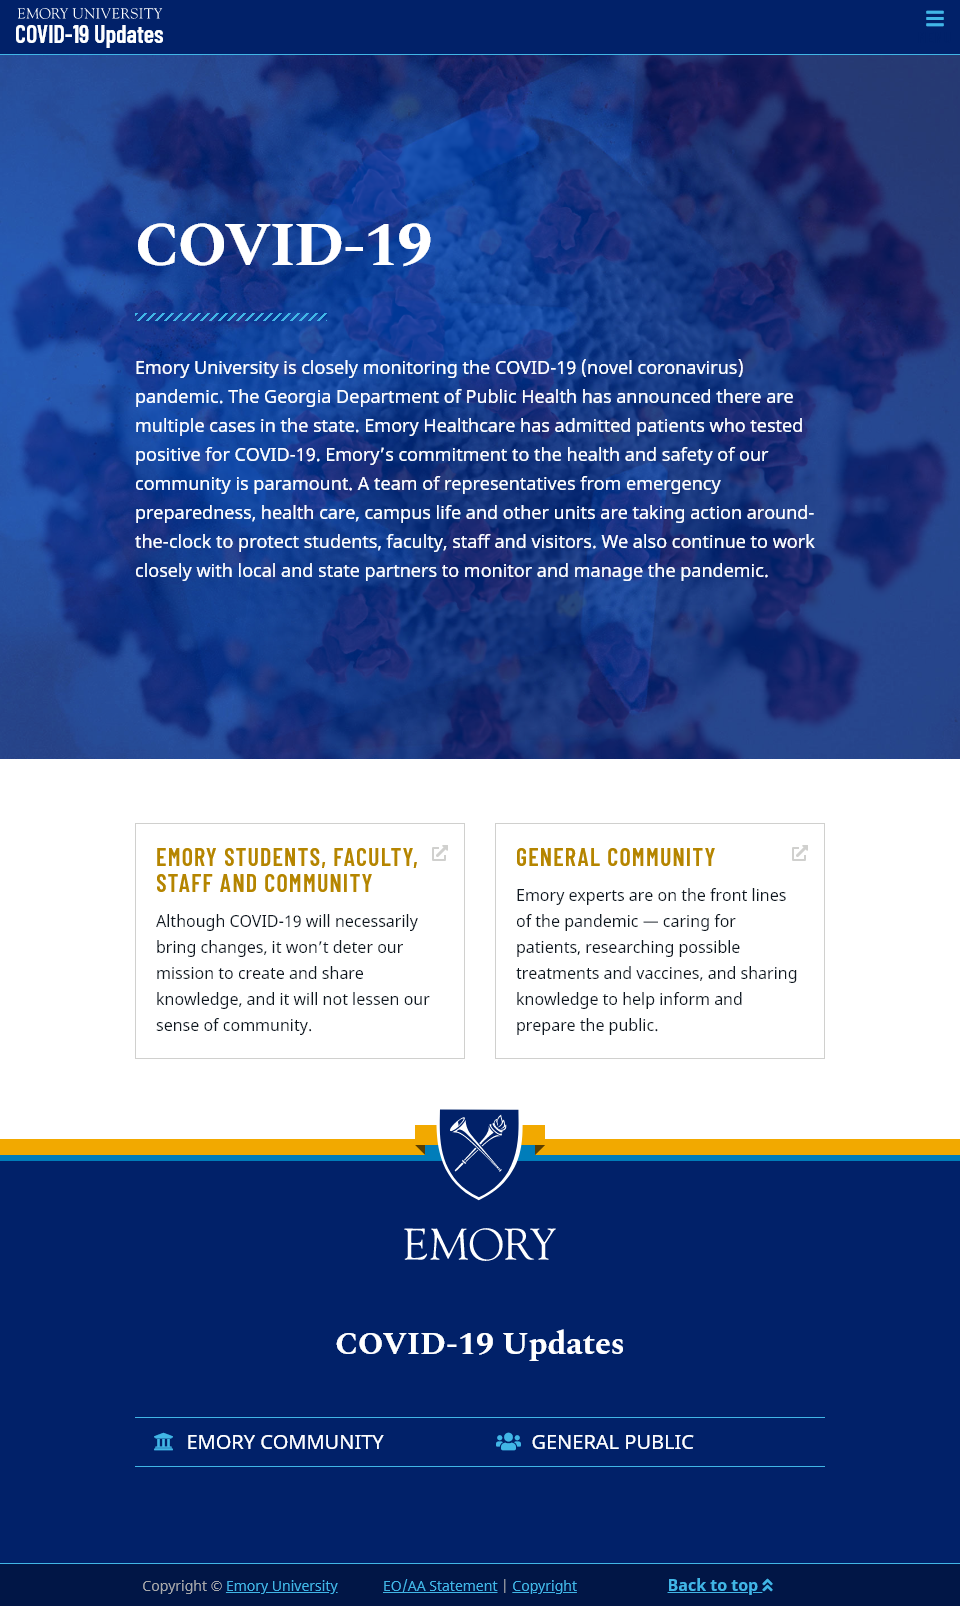 EMORY UNIVERSITY
COVID-19 Updates
COVID-19
Emory University is closely monitoring the COVID-19 (novel coronavirus)
pandemic. The Georgia Department of Public Health has announced there are
multiple cases in the state. Emory Healthcare has admitted patients who tested
positive for COVID-19. Emory’s commitment to the health and safety of our
community is paramount. A team of representatives from emergency
preparedness, health care, campus life and other units are taking action around-
the-clock to protect students, faculty, staff and visitors. We also continue to work
closely with local and state partners to monitor and manage the pandemic.
EMORY STUDENTS, FACULTY,
STAFF AND COMMUNITY
Although COVID-19 will necessarily
bring changes, it won’t deter our
mission to create and share
knowledge, and it will not lessen our
sense of community.
GENERAL COMMUNITY
Emory experts are on the front lines
of the pandemic — caring for
patients, researching possible
treatments and vaccines, and sharing
knowledge to help inform and
prepare the public.
EMORY
COVID-19 Updates
EMORY COMMUNITY
GENERAL PUBLIC
Copyright © Emory University
EO/AA Statement | Copyright
Back to top